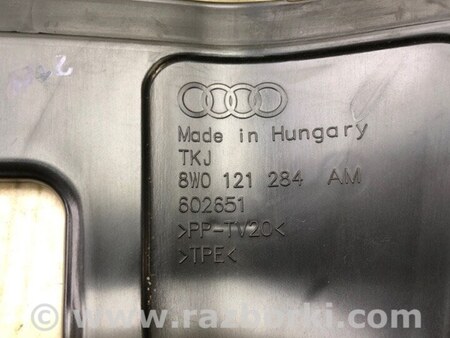 Made in Hungary
TKJ
8W0 121 284 AM
602651
>PP-TV20<
>TPE<
www.razborki.com